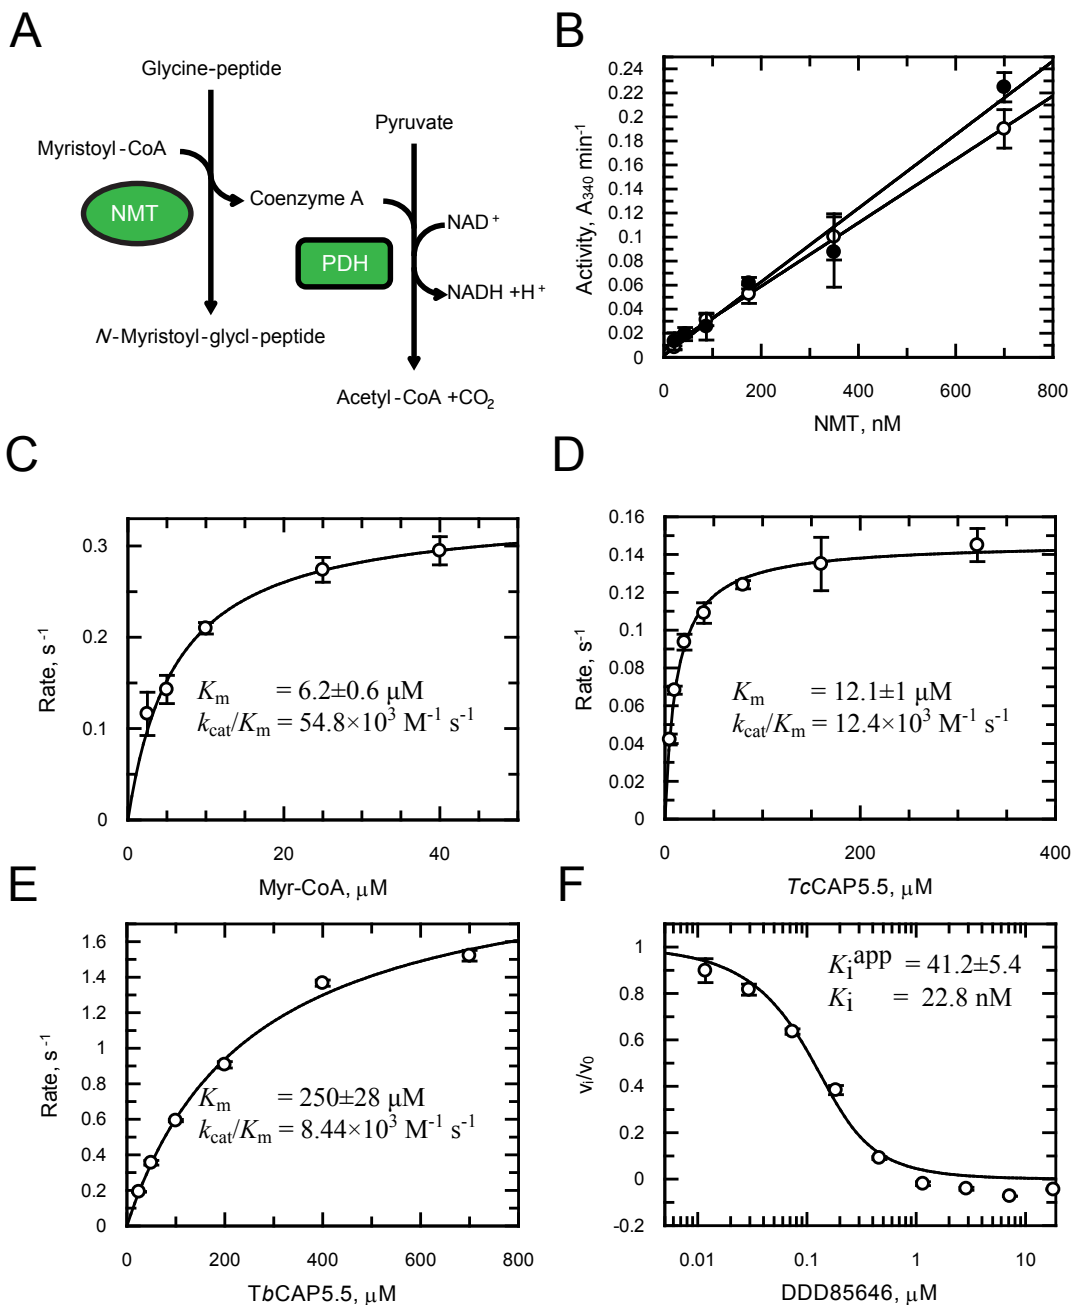 A
Glycine-peptide
Pyruvate
Myristoyl-CoA
NMT
Coenzyme A
NAD⁺
PDH
NADH +H⁺
N-Myristoyl-glycl-peptide
Acetyl-CoA +CO₂
B
0.24
0.22
0.2
0.18
0.16
0.14
0.12
0.1
0.08
0.06
0.04
0.02
0
Activity, A₃₄₀ min⁻¹
0 200 400 600 800
NMT, nM
C
0.3
0.2
0.1
0
Rate, s⁻¹
Kₘ = 6.2±0.6 μM
k_cat/Kₘ = 54.8×10³ M⁻¹ s⁻¹
0 20 40
Myr-CoA, μM
D
0.16
0.14
0.12
0.1
0.08
0.06
0.04
0.02
0
Rate, s⁻¹
Kₘ = 12.1±1 μM
k_cat/Kₘ = 12.4×10³ M⁻¹ s⁻¹
0 200 400
TcCAP5.5, μM
E
1.6
1.4
1.2
1
0.8
0.6
0.4
0.2
0
Rate, s⁻¹
Kₘ = 250±28 μM
k_cat/Kₘ = 8.44×10³ M⁻¹ s⁻¹
0 200 400 600 800
TbCAP5.5, μM
F
1
0.8
0.6
0.4
0.2
0
-0.2
vᵢ/v₀
Kᵢᵃᵖᵖ = 41.2±5.4
Kᵢ = 22.8 nM
0.01 0.1 1 10
DDD85646, μM